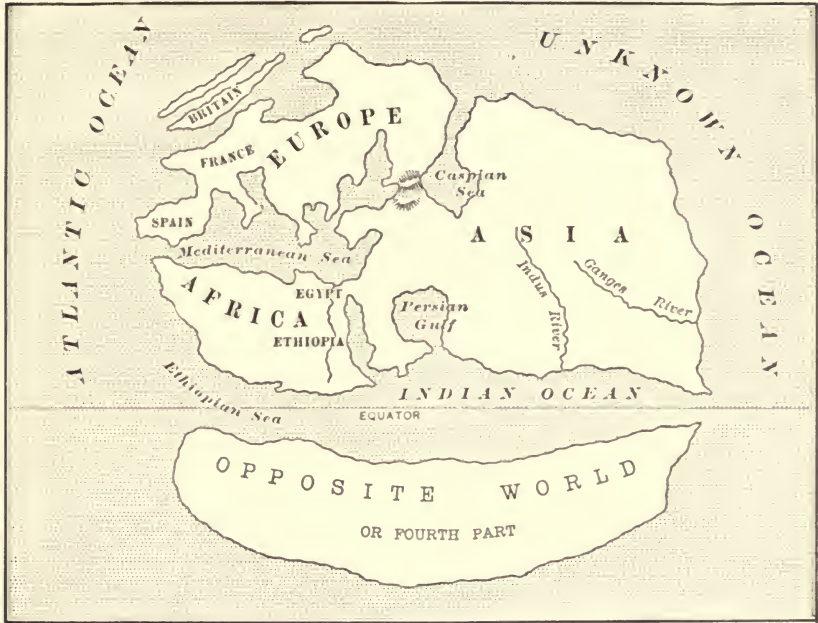 ATLANTIC OCEAN
UNKNOWN OCEAN
BRITAIN
EUROPE
FRANCE
Caspian
Sea
SPAIN
ASIA
Mediterranean Sea
Indus River
Ganges River
AFRICA
EGYPT
Persian
Gulf
ETHIOPIA
Ethiopian Sea
INDIAN OCEAN
EQUATOR
OPPOSITE WORLD
OR FOURTH PART